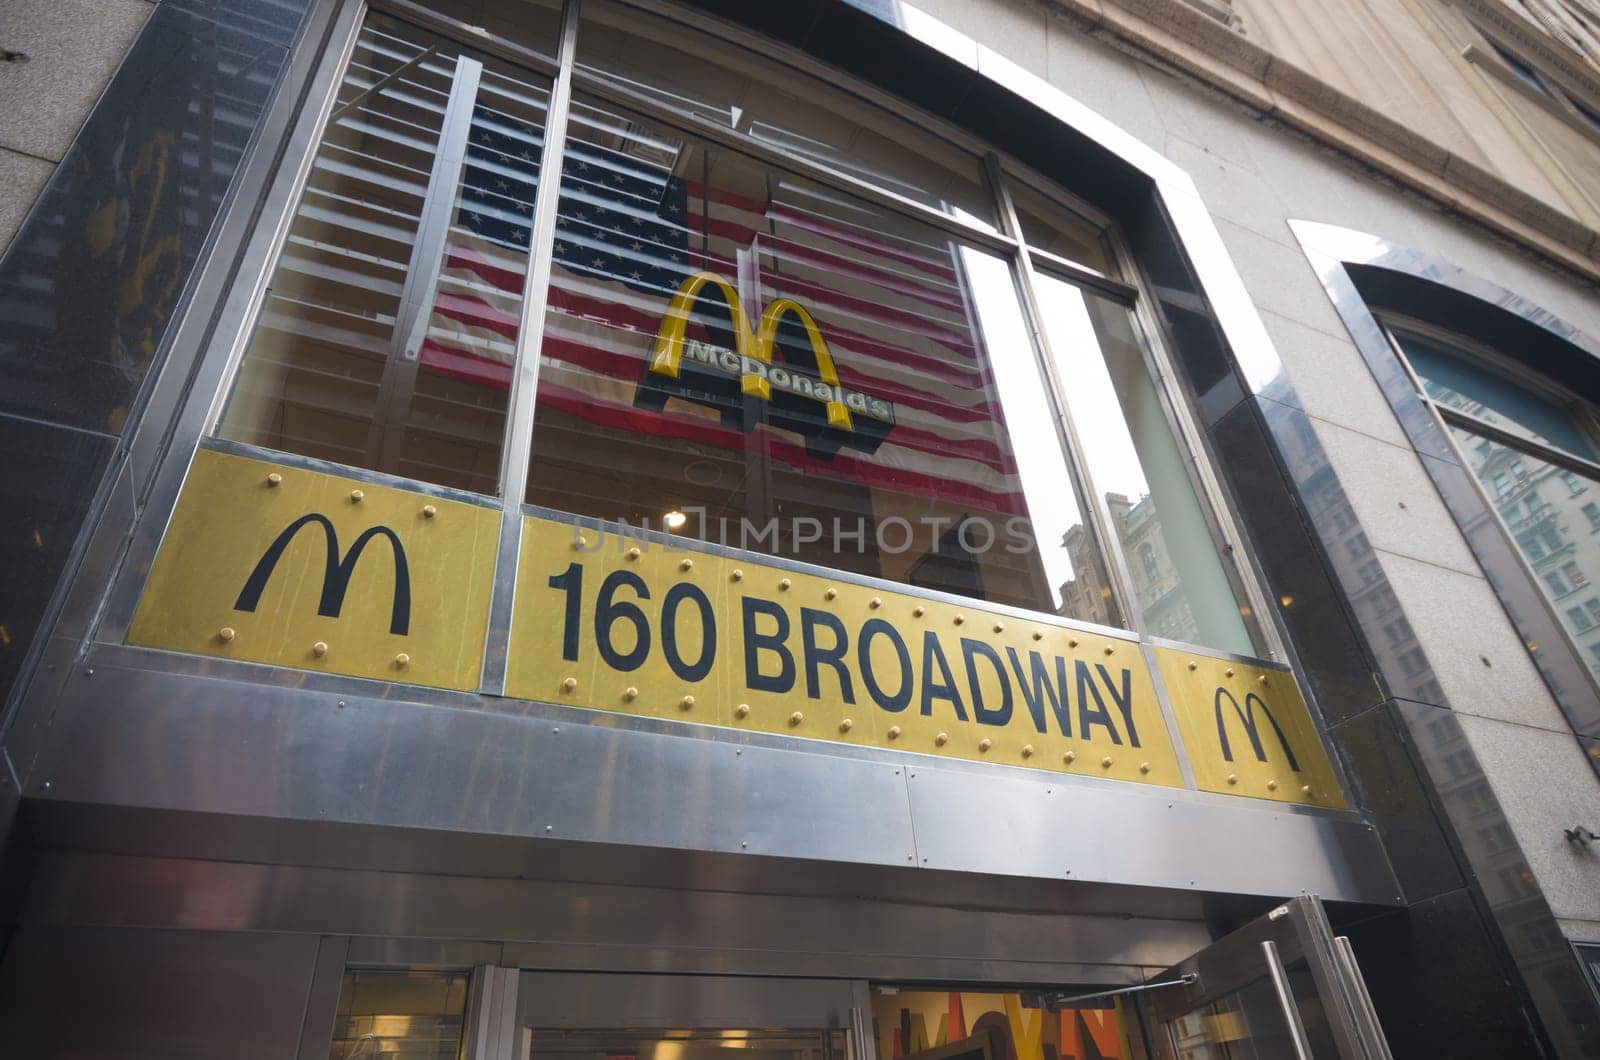 McDonald's
160 BROADWAY
UNLIMPHOTOS